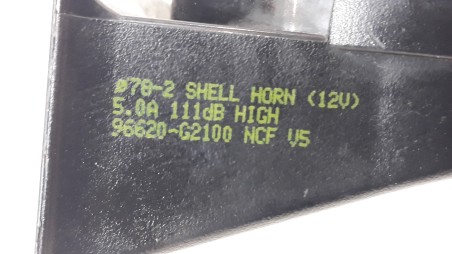 ø78-2 SHELL HORN (12V)
5.0A 111dB HIGH
96620-G2100 NCF V5